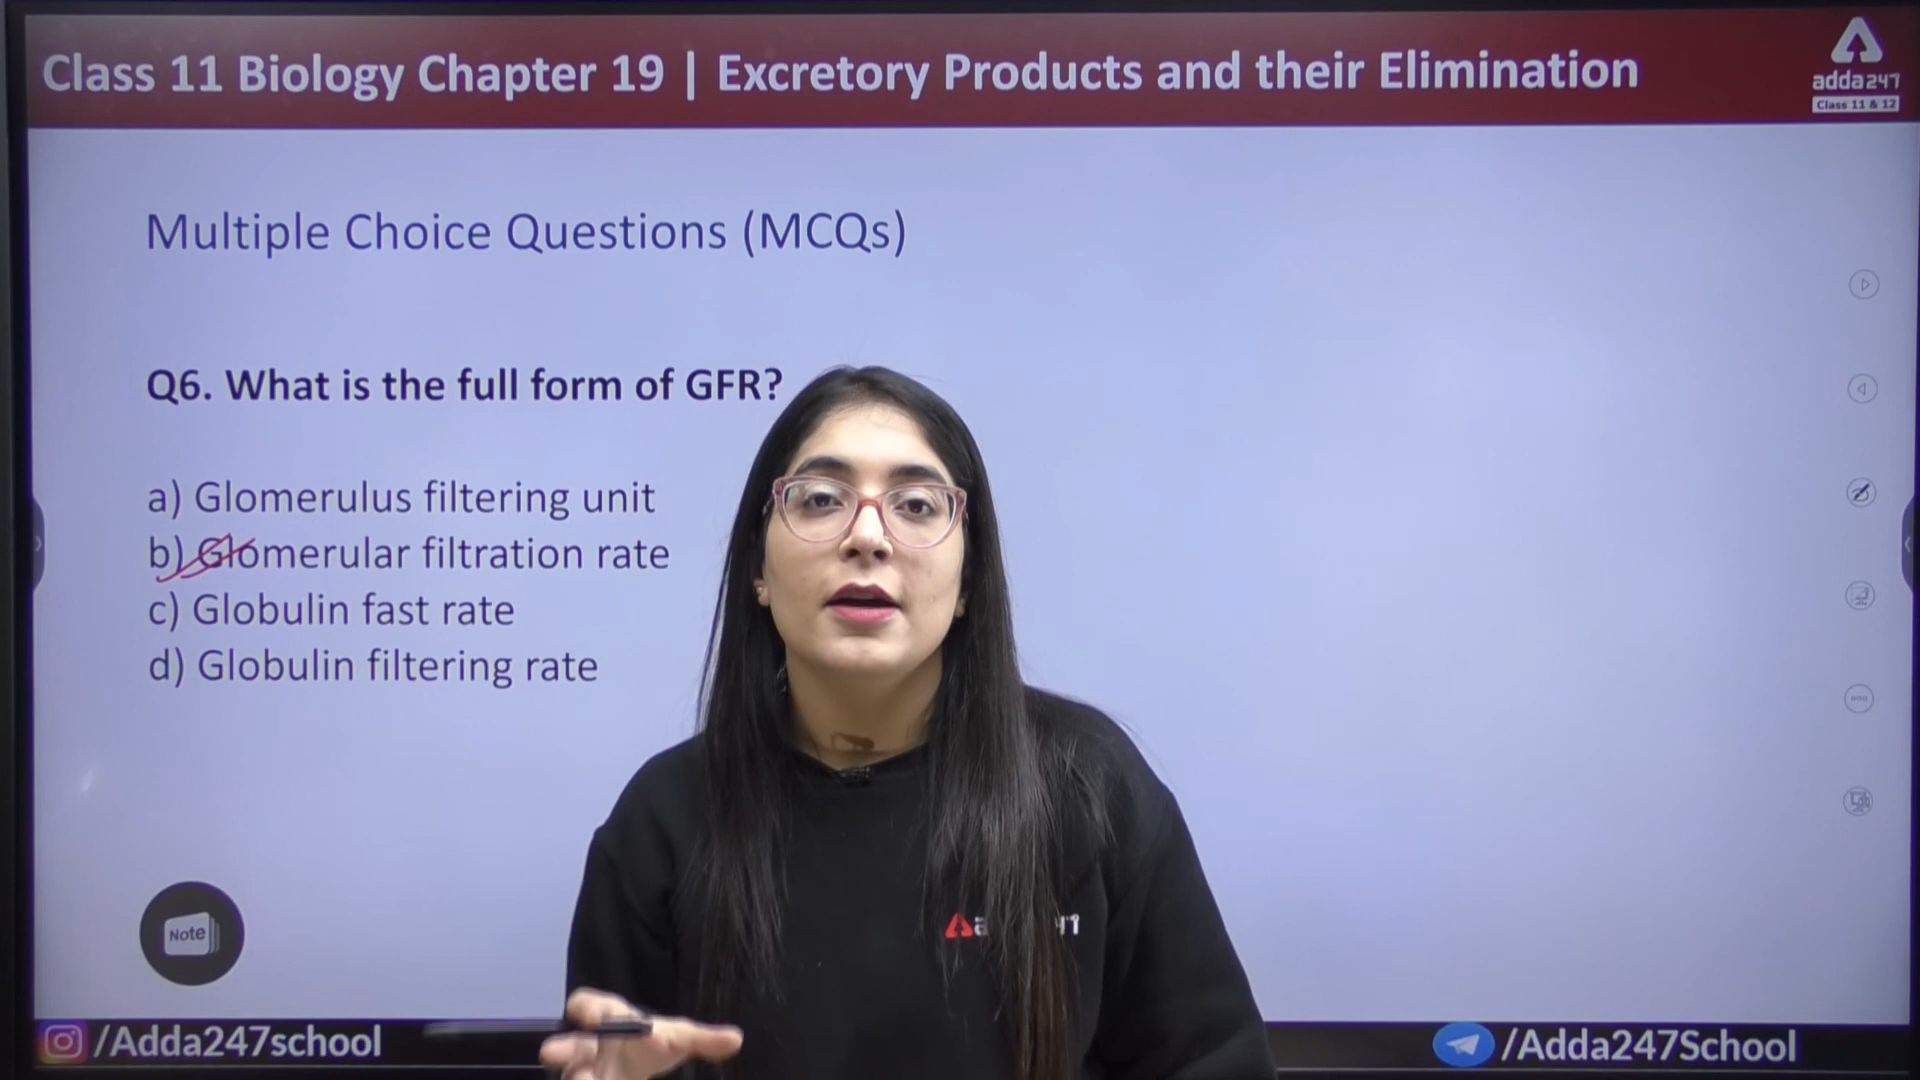 Class 11 Biology Chapter 19 | Excretory Products and their Elimination
adda247
Class 11 & 12
Multiple Choice Questions (MCQs)
Q6. What is the full form of GFR?
a) Glomerulus filtering unit
b) Glomerular filtration rate
c) Globulin fast rate
d) Globulin filtering rate
Note
/Adda247school
/Adda247School